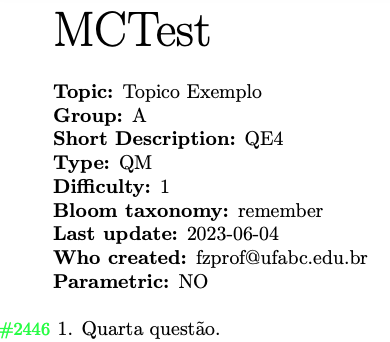 MCTest
Topic: Topico Exemplo
Group: A
Short Description: QE4
Type: QM
Difficulty: 1
Bloom taxonomy: remember
Last update: 2023-06-04
Who created: fzprof@ufabc.edu.br
Parametric: NO
#2446 1. Quarta questão.